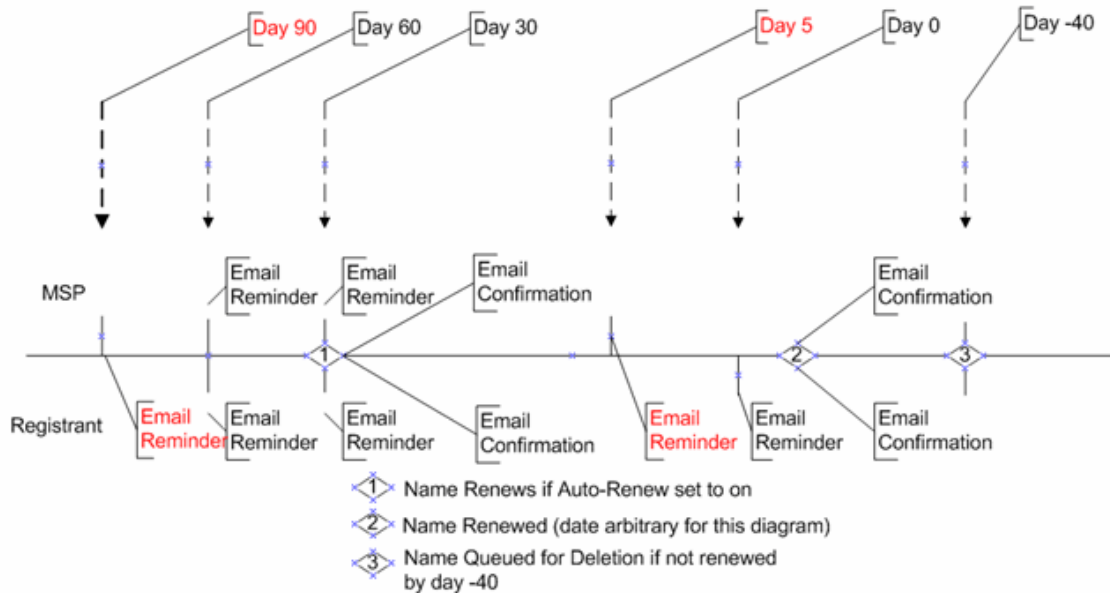 Day 90
Day 60
Day 30
Day 5
Day 0
Day -40
MSP
Email
Reminder
Email
Reminder
Email
Confirmation
Email
Confirmation
1
2
3
Registrant
Email
Reminder
Email
Reminder
Email
Reminder
Email
Confirmation
Email
Reminder
Email
Reminder
Email
Confirmation
1 Name Renews if Auto-Renew set to on
2 Name Renewed (date arbitrary for this diagram)
3 Name Queued for Deletion if not renewed
by day -40